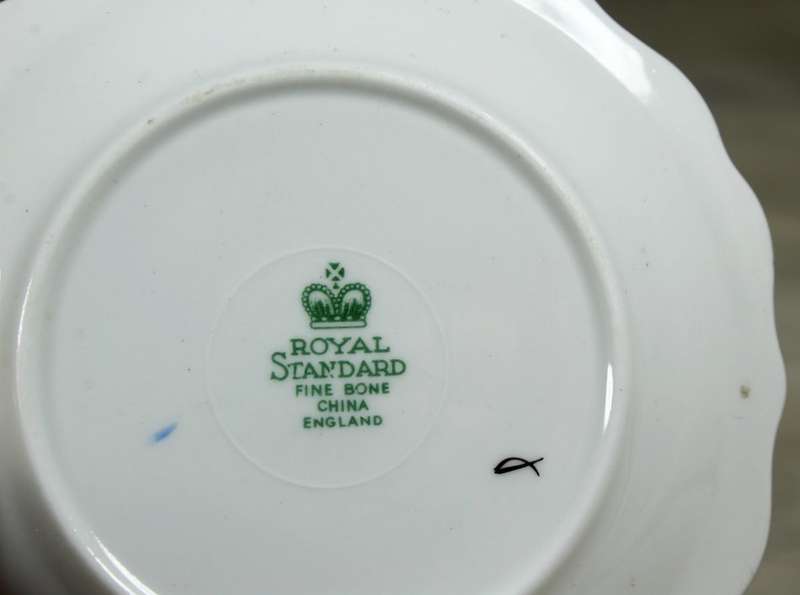 ROYAL
STANDARD
FINE BONE
CHINA
ENGLAND